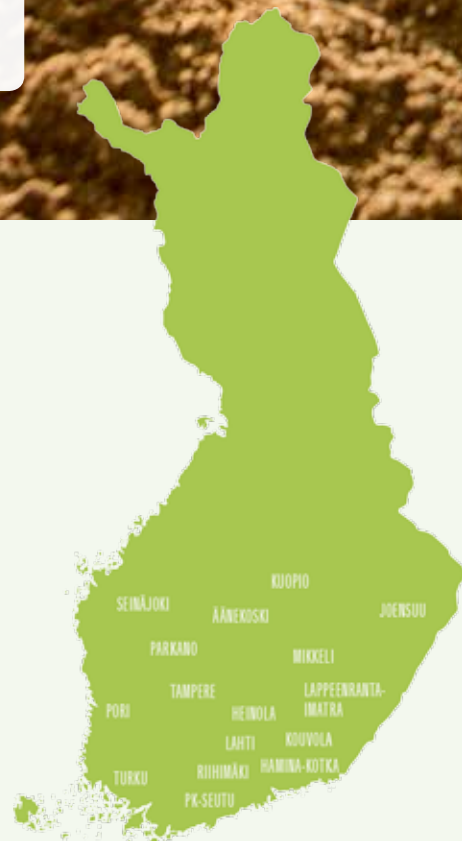 KUOPIO
SEINÄJOKI
ÄÄNEKOSKI
JOENSUU
PARKANO
MIKKELI
TAMPERE
LAPPEENRANTA-
IMATRA
PORI
HEINOLA
LAHTI
KOUVOLA
TURKU
RIIHIMÄKI
HAMINA-KOTKA
PK-SEUTU